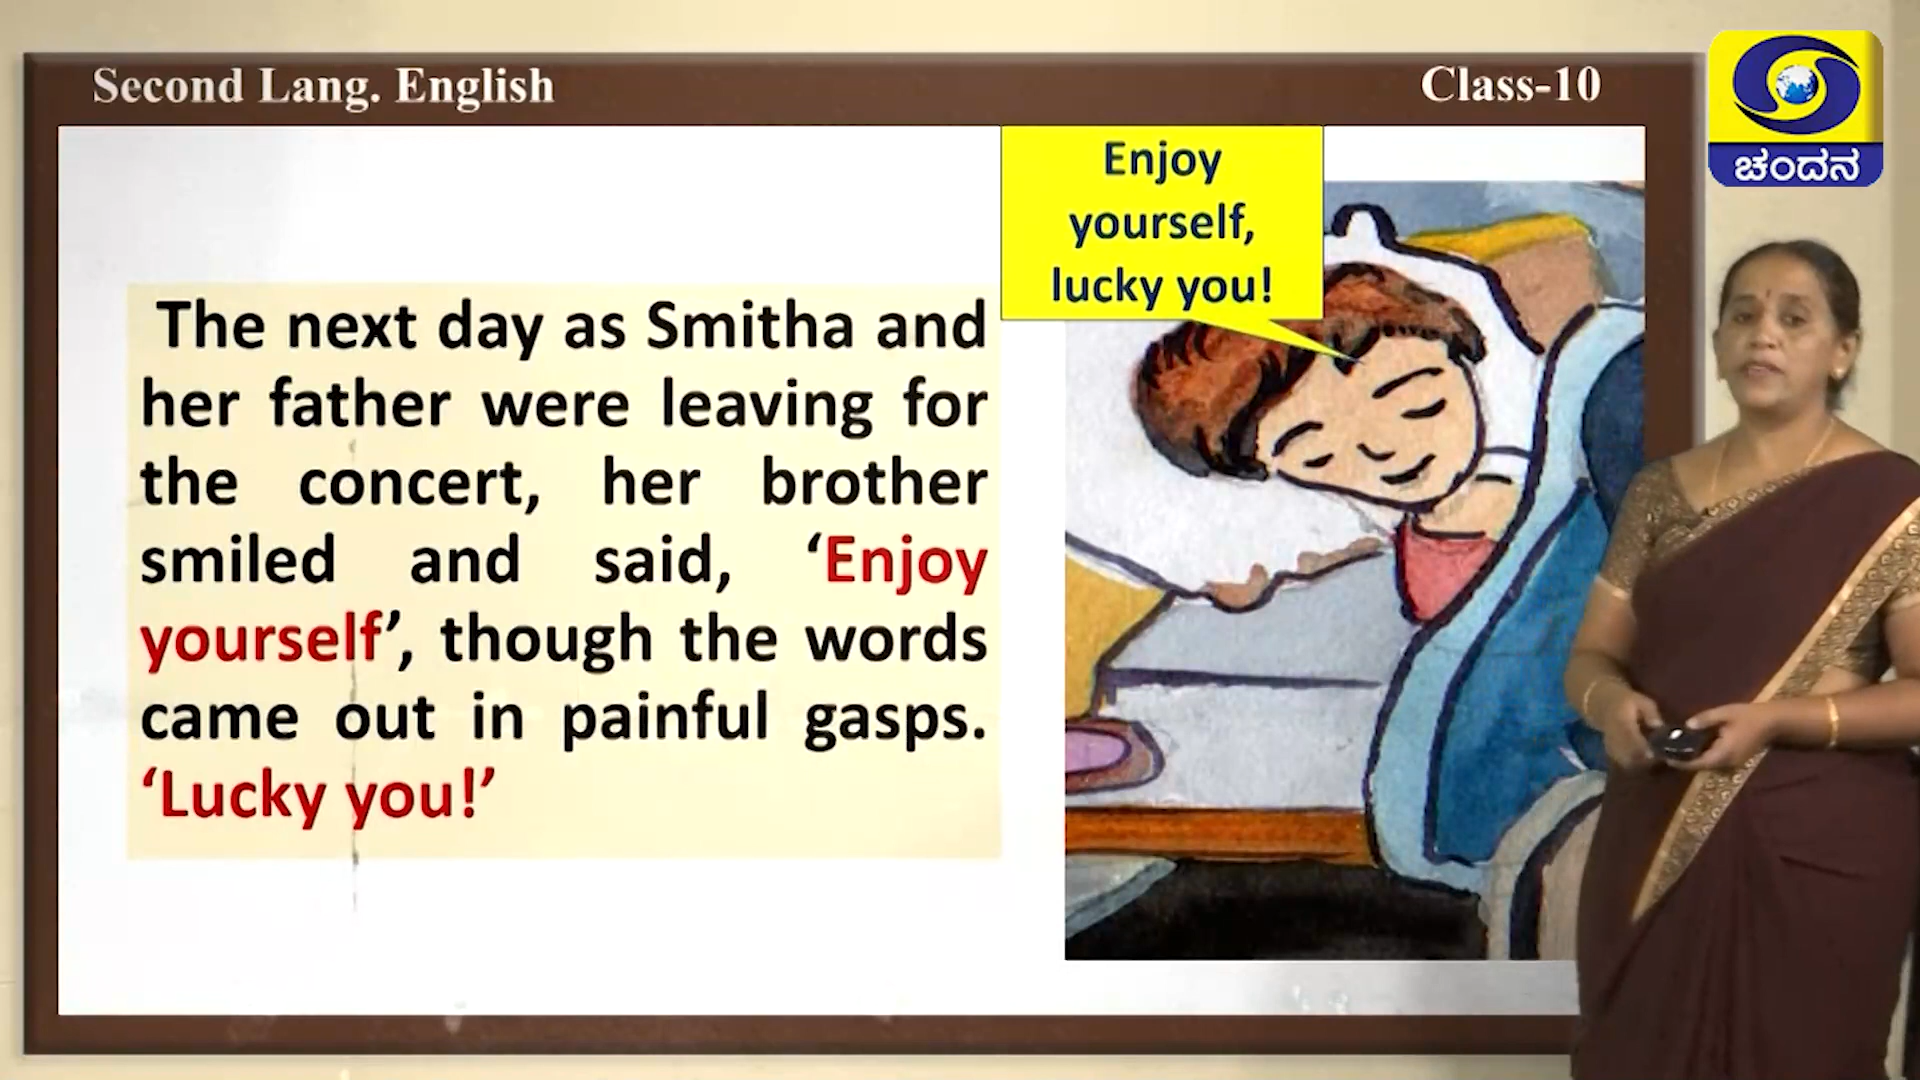 Second Lang. English
Class-10
ಚಂದನ
Enjoy
yourself,
lucky you!
The next day as Smitha and
her father were leaving for
the concert, her brother
smiled and said, ‘Enjoy
yourself’, though the words
came out in painful gasps.
‘Lucky you!’